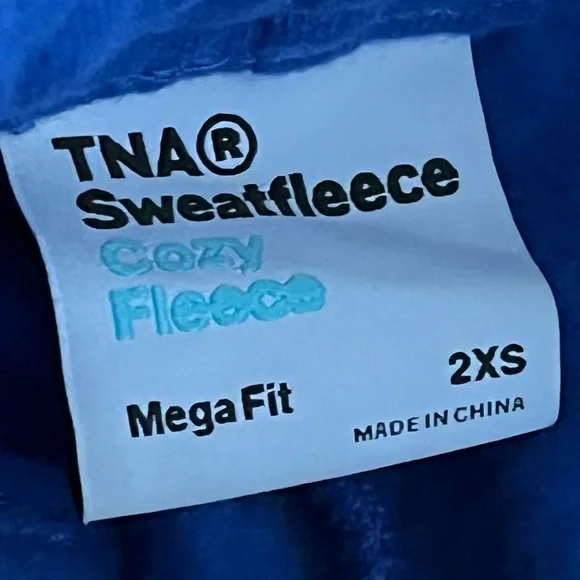 TNA®
Sweatfleece
Cozy
Fleece
Mega Fit
2XS
MADE IN CHINA